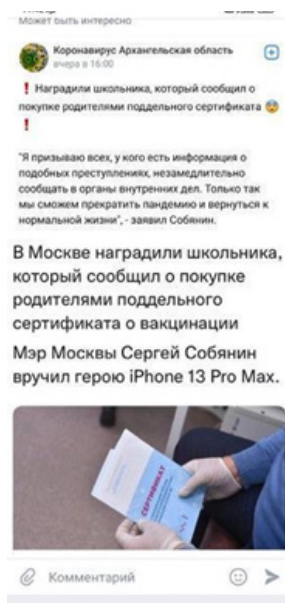 Может быть интересно
Коронавирус Архангельская область
вчера в 16:00
❗ Наградили школьника, который сообщил о
покупке родителями поддельного сертификата 😨
❗
"Я призываю всех, у кого есть информация о
подобных преступлениях, незамедлительно
сообщать в органы внутренних дел. Только так
мы сможем прекратить пандемию и вернуться к
нормальной жизни", - заявил Собянин.
В Москве наградили школьника,
который сообщил о покупке
родителями поддельного
сертификата о вакцинации
Мэр Москвы Сергей Собянин
вручил герою iPhone 13 Pro Max.
СЕРТИФИКАТ
Комментарий